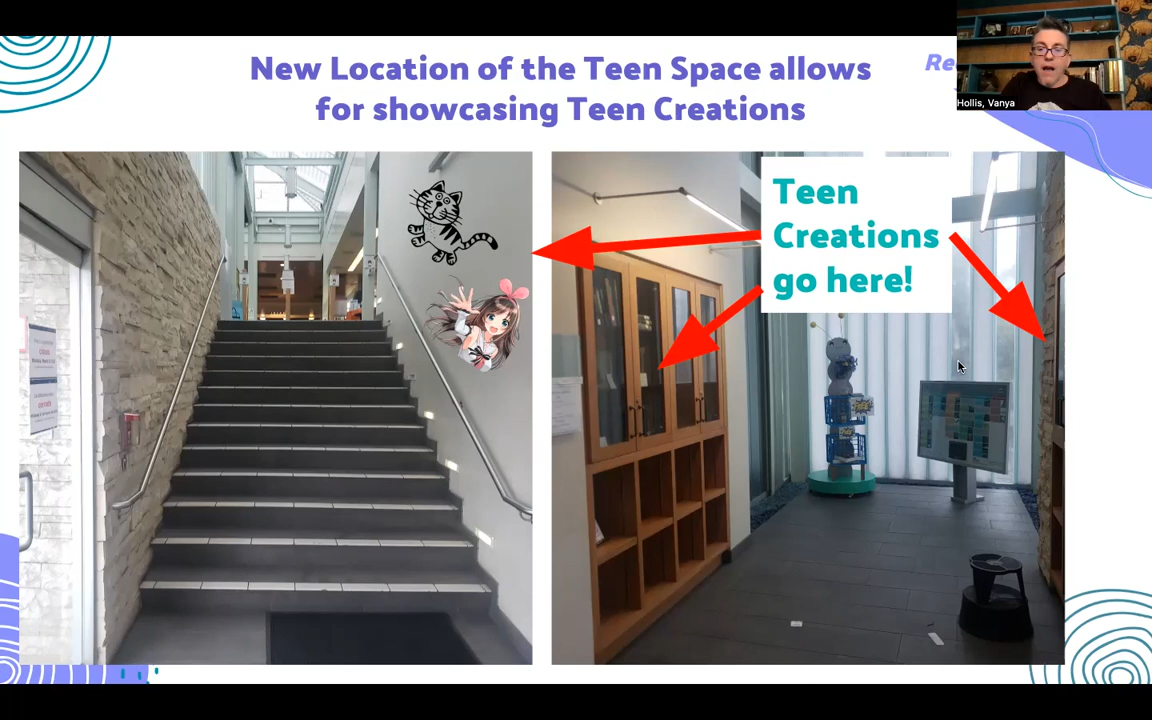 New Location of the Teen Space allows
for showcasing Teen Creations
Re
Hollis, Vanya
Teen
Creations
go here!